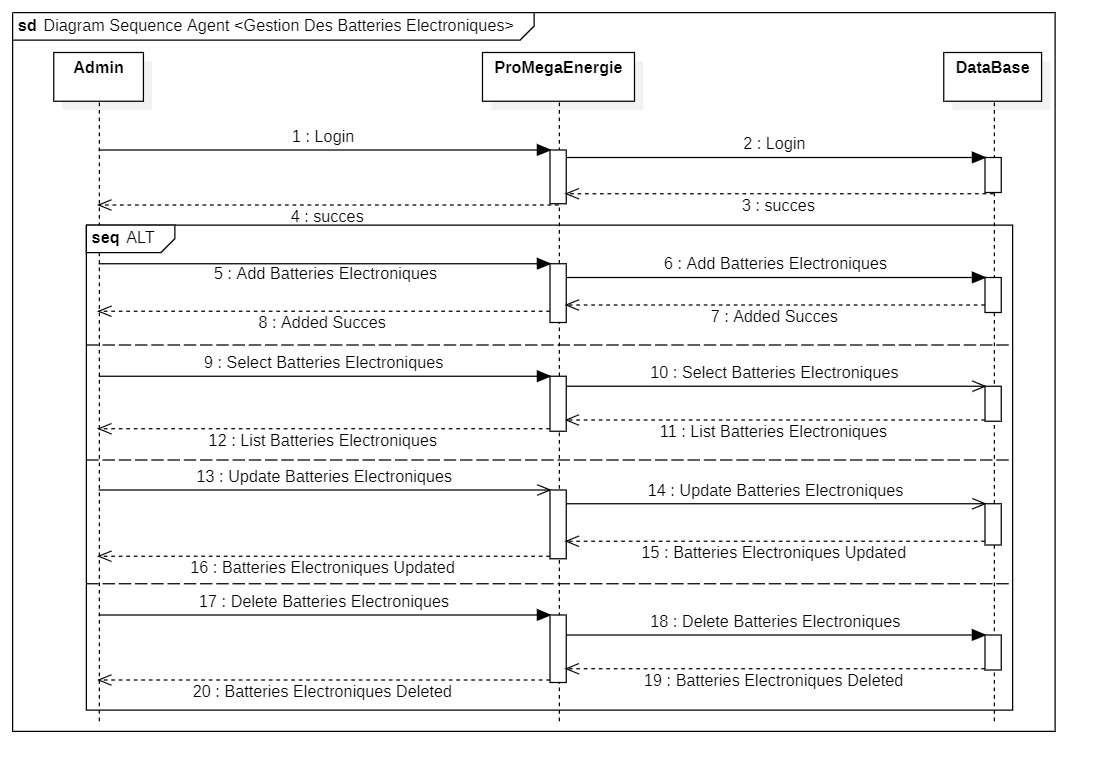 sd Diagram Sequence Agent <Gestion Des Batteries Electroniques>
Admin
ProMegaEnergie
DataBase
1 : Login
2 : Login
3 : succes
4 : succes
seq ALT
5 : Add Batteries Electroniques
6 : Add Batteries Electroniques
7 : Added Succes
8 : Added Succes
9 : Select Batteries Electroniques
10 : Select Batteries Electroniques
11 : List Batteries Electroniques
12 : List Batteries Electroniques
13 : Update Batteries Electroniques
14 : Update Batteries Electroniques
15 : Batteries Electroniques Updated
16 : Batteries Electroniques Updated
17 : Delete Batteries Electroniques
18 : Delete Batteries Electroniques
19 : Batteries Electroniques Deleted
20 : Batteries Electroniques Deleted